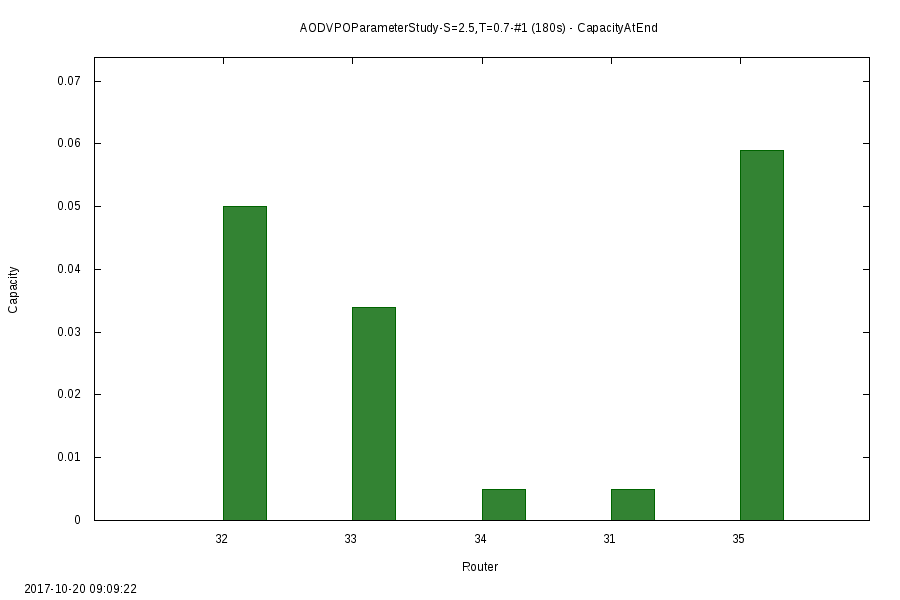 AODVPOParameterStudy-S=2.5,T=0.7-#1 (180s) - CapacityAtEnd
0.07
0.06
0.05
0.04
0.03
0.02
0.01
0
Capacity
32 33 34 31 35
Router
2017-10-20 09:09:22